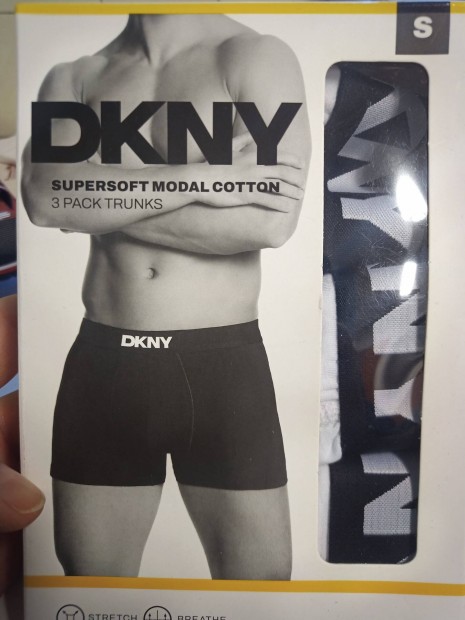 S
DKNY
SUPERSOFT MODAL COTTON
3 PACK TRUNKS
DKNY
STRETCH BREATHE